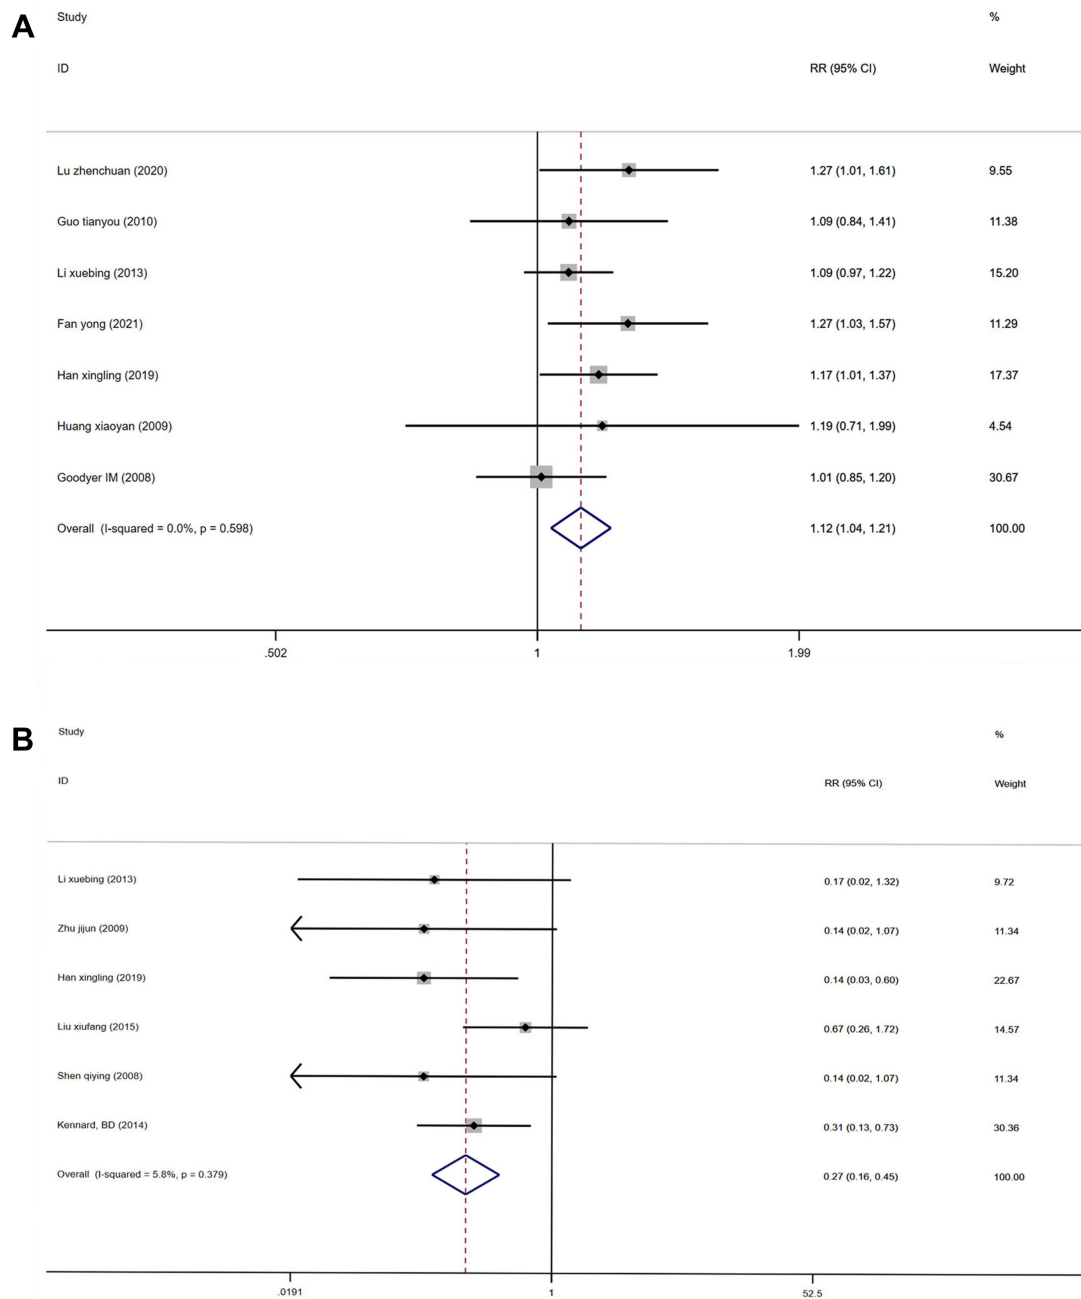 A
Study %
ID RR (95% CI) Weight
Lu zhenchuan (2020) 1.27 (1.01, 1.61) 9.55
Guo tianyou (2010) 1.09 (0.84, 1.41) 11.38
Li xuebing (2013) 1.09 (0.97, 1.22) 15.20
Fan yong (2021) 1.27 (1.03, 1.57) 11.29
Han xingling (2019) 1.17 (1.01, 1.37) 17.37
Huang xiaoyan (2009) 1.19 (0.71, 1.99) 4.54
Goodyer IM (2008) 1.01 (0.85, 1.20) 30.67
Overall (I-squared = 0.0%, p = 0.598) 1.12 (1.04, 1.21) 100.00
.502 1 1.99
B
Study %
ID RR (95% CI) Weight
Li xuebing (2013) 0.17 (0.02, 1.32) 9.72
Zhu jijun (2009) 0.14 (0.02, 1.07) 11.34
Han xingling (2019) 0.14 (0.03, 0.60) 22.67
Liu xiufang (2015) 0.67 (0.26, 1.72) 14.57
Shen qiying (2008) 0.14 (0.02, 1.07) 11.34
Kennard, BD (2014) 0.31 (0.13, 0.73) 30.36
Overall (I-squared = 5.8%, p = 0.379) 0.27 (0.16, 0.45) 100.00
.0191 1 52.5